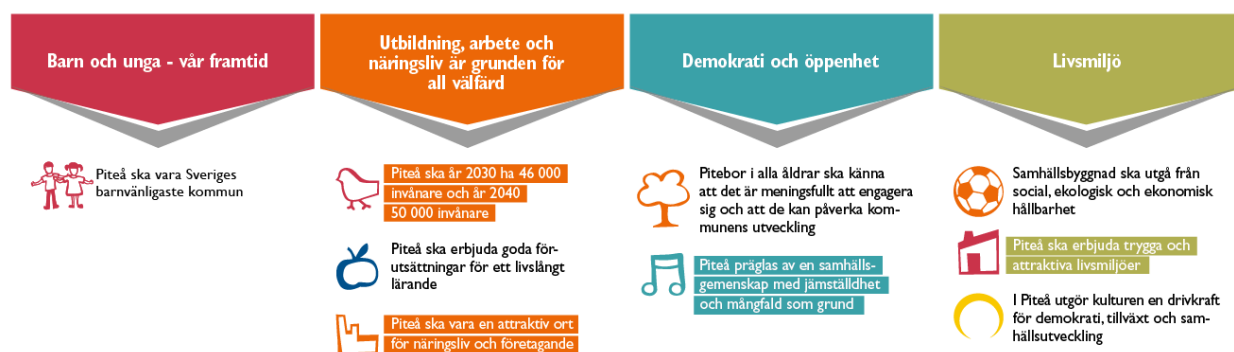 Barn och unga - vår framtid
Utbildning, arbete och
näringsliv är grunden för
all välfärd
Demokrati och öppenhet
Livsmiljö
Piteå ska vara Sveriges
barnvänligaste kommun
Piteå ska år 2030 ha 46 000
invånare och år 2040
50 000 invånare
Piteå ska erbjuda goda för-
utsättningar för ett livslångt
lärande
Piteå ska vara en attraktiv ort
för näringsliv och företagande
Pitebor i alla åldrar ska känna
att det är meningsfullt att engagera
sig och att de kan påverka kom-
munens utveckling
Piteå präglas av en samhälls-
gemenskap med jämställdhet
och mångfald som grund
Samhällsbyggnad ska utgå från
social, ekologisk och ekonomisk
hållbarhet
Piteå ska erbjuda trygga och
attraktiva livsmiljöer
I Piteå utgör kulturen en drivkraft
för demokrati, tillväxt och sam-
hällsutveckling